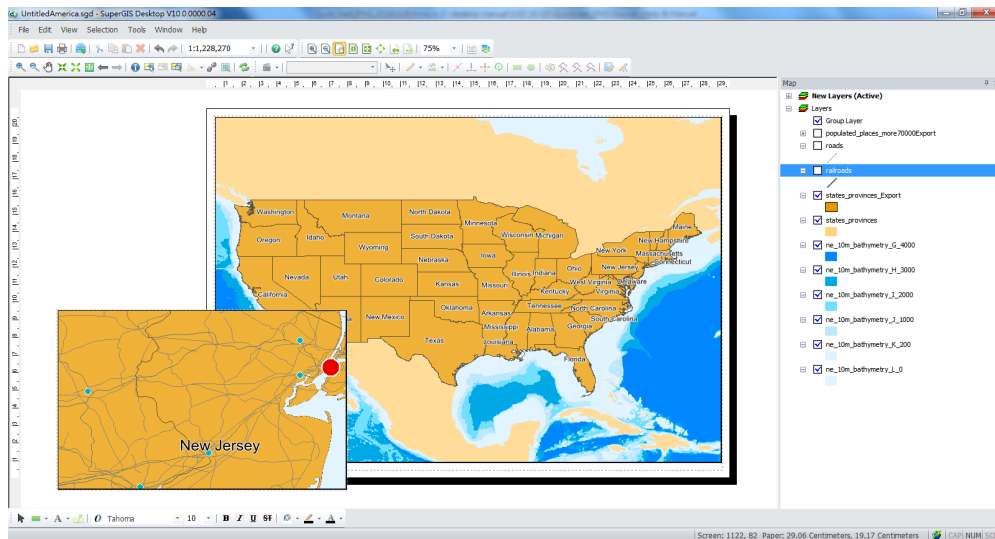 UntitledAmerica.sgd - SuperGIS Desktop V10.0.0000.04
File Edit View Selection Tools Window Help
1:1,228,270
75%
Map
New Layers (Active)
Layers
Group Layer
populated_places_more70000Export
roads
railroads
states_provinces_Export
states_provinces
ne_10m_bathymetry_G_4000
ne_10m_bathymetry_H_3000
ne_10m_bathymetry_I_2000
ne_10m_bathymetry_J_1000
ne_10m_bathymetry_K_200
ne_10m_bathymetry_L_0
Washington
Montana
North Dakota
Minnesota
Maine
Oregon
Idaho
South Dakota
Wisconsin
Michigan
New Hampshire
Wyoming
New York
Massachusetts
Connecticut
Nebraska
Iowa
Nevada
Utah
Colorado
Kansas
Missouri
Illinois
Indiana
Ohio
New Jersey
West Virginia
Delaware
Kentucky
Virginia
California
New Mexico
Oklahoma
Arkansas
Tennessee
North Carolina
South Carolina
Mississippi
Alabama
Georgia
Texas
Louisiana
Florida
New Jersey
A
O Tahoma
10
B I U ST
A
Screen: 1122, 82 Paper: 29.06 Centimeters, 19.17 Centimeters
CAP NUM SC